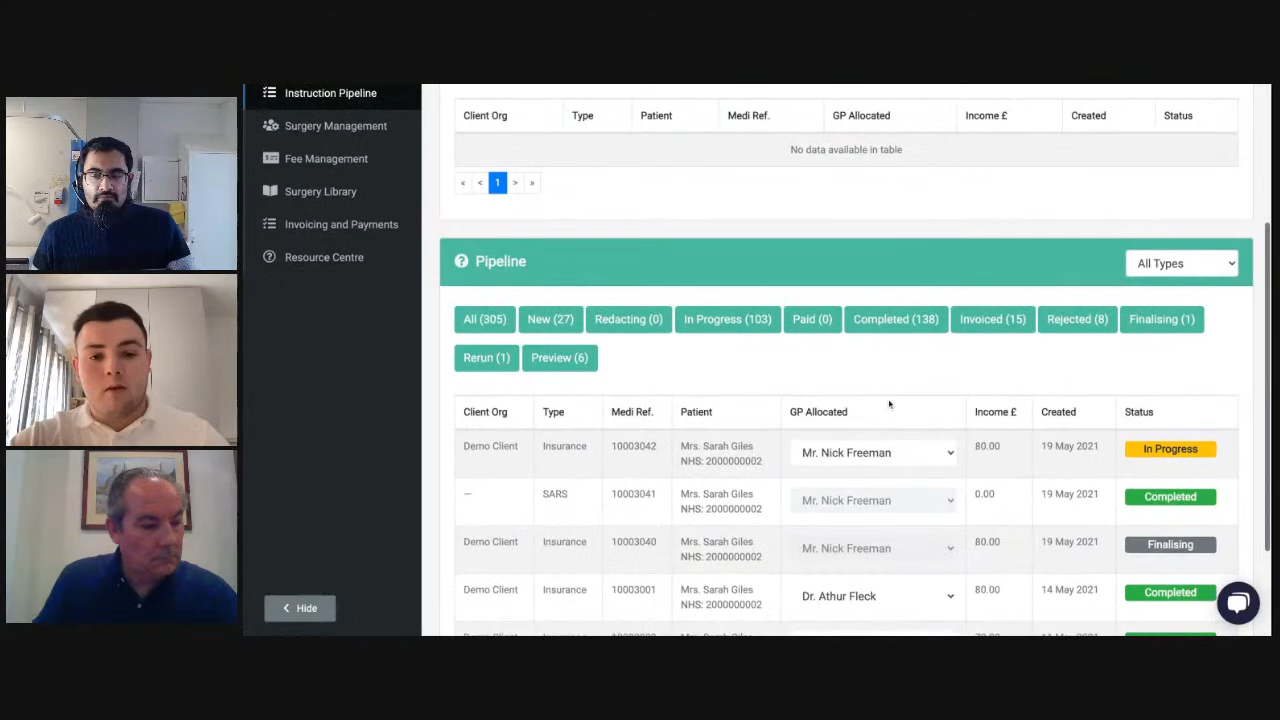 Instruction Pipeline
Surgery Management
Fee Management
Surgery Library
Invoicing and Payments
Resource Centre
Hide
Client Org Type Patient Medi Ref. GP Allocated Income £ Created Status
No data available in table
« < 1 > »
Pipeline All Types
All (305) New (27) Redacting (0) In Progress (103) Paid (0) Completed (138) Invoiced (15) Rejected (8) Finalising (1)
Rerun (1) Preview (6)
Client Org Type Medi Ref. Patient GP Allocated Income £ Created Status
Demo Client Insurance 10003042 Mrs. Sarah Giles Mr. Nick Freeman 80.00 19 May 2021 In Progress
NHS: 2000000002
— SARS 10003041 Mrs. Sarah Giles Mr. Nick Freeman 0.00 19 May 2021 Completed
NHS: 2000000002
Demo Client Insurance 10003040 Mrs. Sarah Giles Mr. Nick Freeman 80.00 19 May 2021 Finalising
NHS: 2000000002
Demo Client Insurance 10003001 Mrs. Sarah Giles Dr. Athur Fleck 80.00 14 May 2021 Completed
NHS: 2000000002